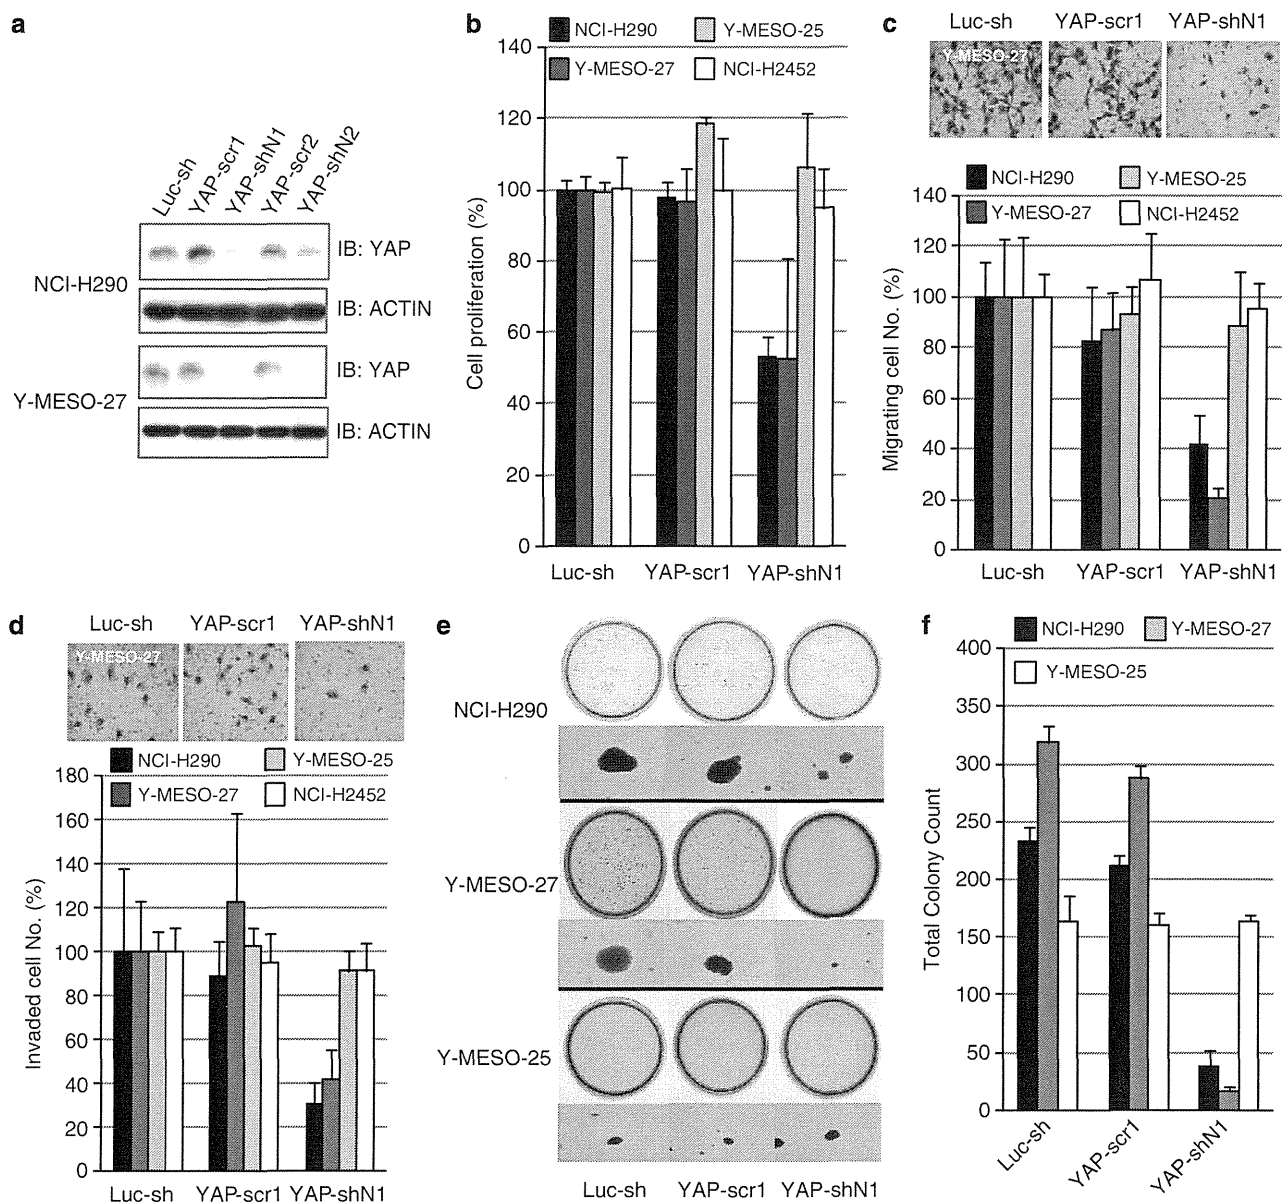 a
Luc-sh
YAP-scr1
YAP-shN1
YAP-scr2
YAP-shN2
IB: YAP
NCI-H290
IB: ACTIN
IB: YAP
Y-MESO-27
IB: ACTIN
b
NCI-H290
Y-MESO-25
Y-MESO-27
NCI-H2452
Cell proliferation (%)
140
120
100
80
60
40
20
0
Luc-sh YAP-scr1 YAP-shN1
c
Luc-sh YAP-scr1 YAP-shN1
Y-MESO-27
NCI-H290
Y-MESO-25
Y-MESO-27
NCI-H2452
Migrating cell No. (%)
140
120
100
80
60
40
20
0
Luc-sh YAP-scr1 YAP-shN1
d
Luc-sh YAP-scr1 YAP-shN1
Y-MESO-27
NCI-H290
Y-MESO-25
Y-MESO-27
NCI-H2452
Invaded cell No. (%)
180
160
140
120
100
80
60
40
20
0
Luc-sh YAP-scr1 YAP-shN1
e
NCI-H290
Y-MESO-27
Y-MESO-25
Luc-sh YAP-scr1 YAP-shN1
f
NCI-H290
Y-MESO-27
Y-MESO-25
Total Colony Count
400
350
300
250
200
150
100
50
0
Luc-sh
YAP-scr1
YAP-shN1